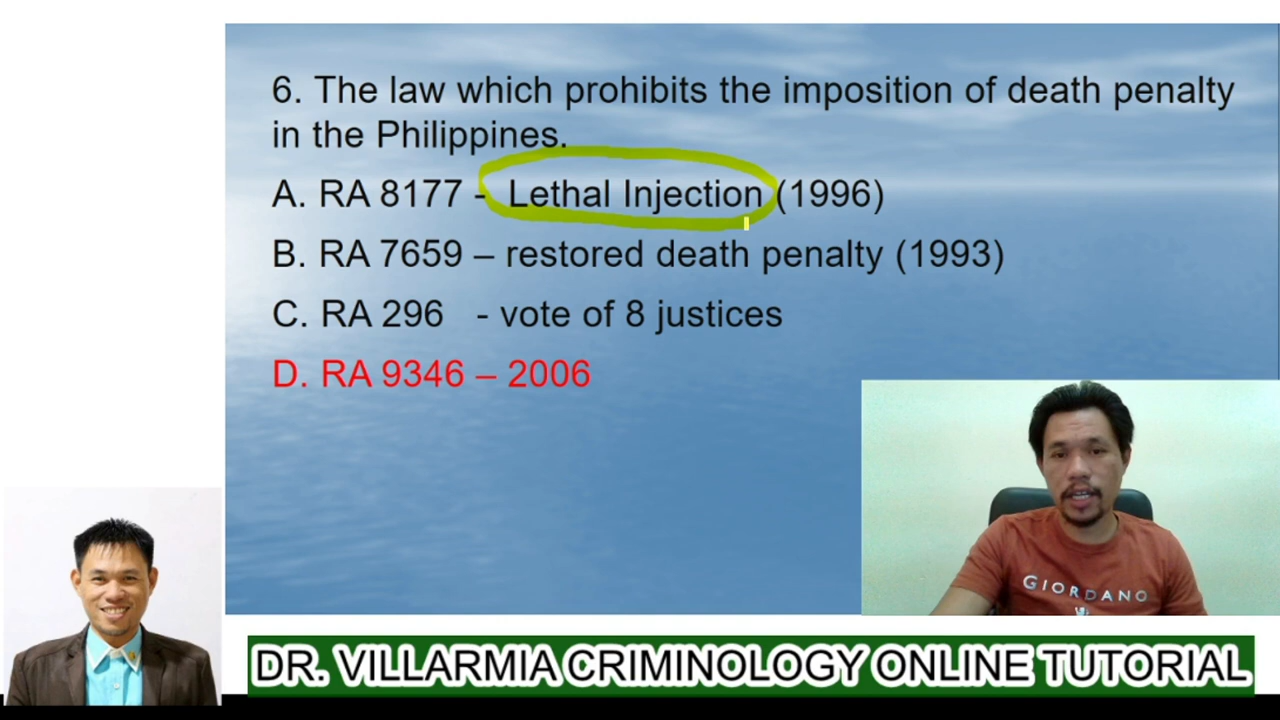 6. The law which prohibits the imposition of death penalty
in the Philippines.
A. RA 8177 - Lethal Injection (1996)
B. RA 7659 – restored death penalty (1993)
C. RA 296 - vote of 8 justices
D. RA 9346 – 2006
GIORDANO
DR. VILLARMIA CRIMINOLOGY ONLINE TUTORIAL